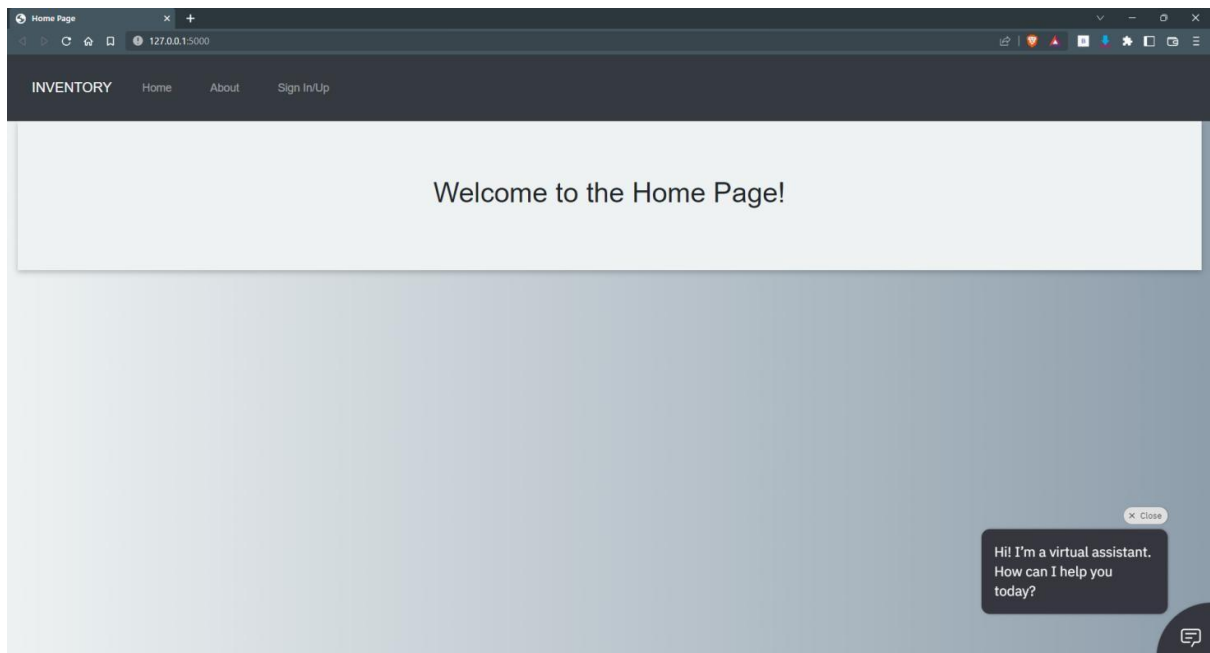 Home Page
127.0.0.1:5000
INVENTORY Home About Sign In/Up
Welcome to the Home Page!
× Close
Hi! I'm a virtual assistant.
How can I help you
today?